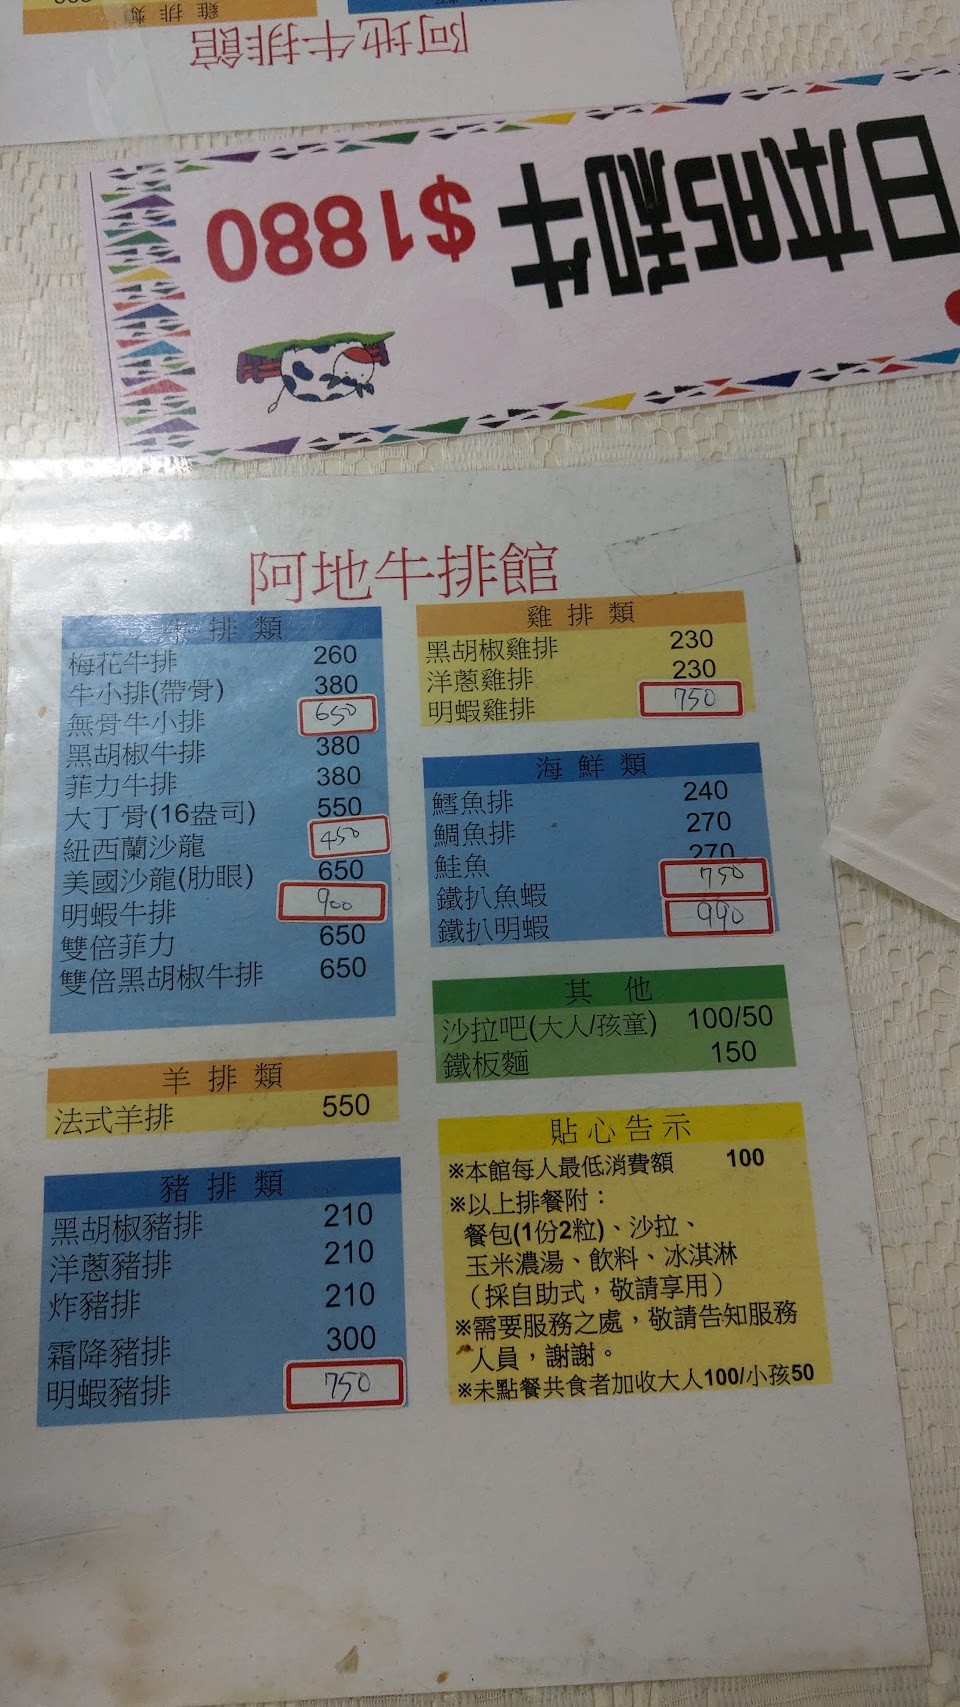 雞排類
阿地牛排館
日本A5和牛
$1880
阿地牛排館
牛排類
梅花牛排 260
牛小排(帶骨) 380
無骨牛小排 650
黑胡椒牛排 380
菲力牛排 380
大丁骨(16盎司) 550
紐西蘭沙龍 450
美國沙龍(肋眼) 650
明蝦牛排 900
雙倍菲力 650
雙倍黑胡椒牛排 650
羊排類
法式羊排 550
豬排類
黑胡椒豬排 210
洋蔥豬排 210
炸豬排 210
霜降豬排 300
明蝦豬排 750
雞排類
黑胡椒雞排 230
洋蔥雞排 230
明蝦雞排 750
海鮮類
鱈魚排 240
鯛魚排 270
鮭魚 270
鐵扒魚蝦 750
鐵扒明蝦 990
其他
沙拉吧(大人/孩童) 100/50
鐵板麵 150
貼心告示
※本館每人最低消費額 100
※以上排餐附：
餐包(1份2粒)、沙拉、
玉米濃湯、飲料、冰淇淋
（採自助式，敬請享用）
※需要服務之處，敬請告知服務
人員，謝謝。
※未點餐共食者加收大人100/小孩50